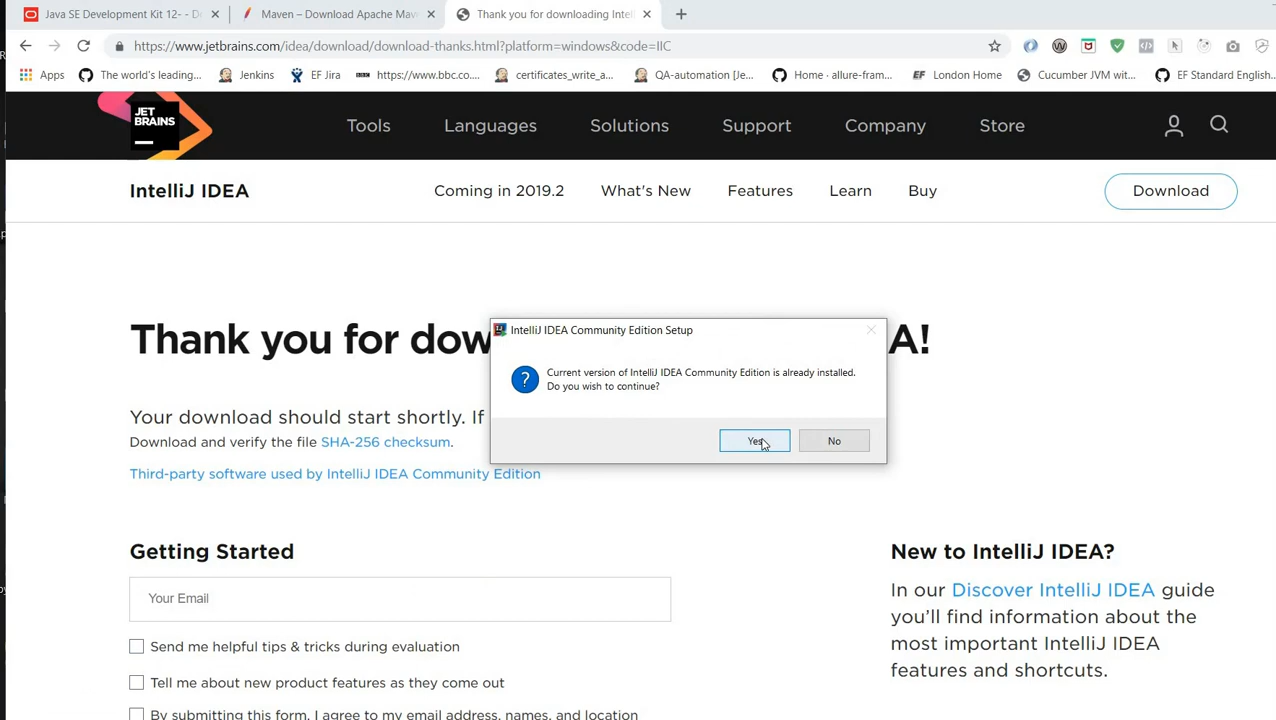 Java SE Development Kit 12- - De
Maven – Download Apache Mav
Thank you for downloading Intell
https://www.jetbrains.com/idea/download/download-thanks.html?platform=windows&code=IIC
Apps
The world's leading...
Jenkins
EF Jira
https://www.bbc.co....
certificates_write_a...
QA-automation [Je...
Home · allure-fram...
EF London Home
Cucumber JVM wit...
EF Standard English...
JET
BRAINS
Tools
Languages
Solutions
Support
Company
Store
IntelliJ IDEA
Coming in 2019.2
What's New
Features
Learn
Buy
Download
Thank you for dow
A!
IntelliJ IDEA Community Edition Setup
Current version of IntelliJ IDEA Community Edition is already installed.
Do you wish to continue?
Yes
No
Your download should start shortly. If
Download and verify the file SHA-256 checksum.
Third-party software used by IntelliJ IDEA Community Edition
Getting Started
Your Email
Send me helpful tips & tricks during evaluation
Tell me about new product features as they come out
By submitting this form, I agree to my email address, names, and location
New to IntelliJ IDEA?
In our Discover IntelliJ IDEA guide
you'll find information about the
most important IntelliJ IDEA
features and shortcuts.